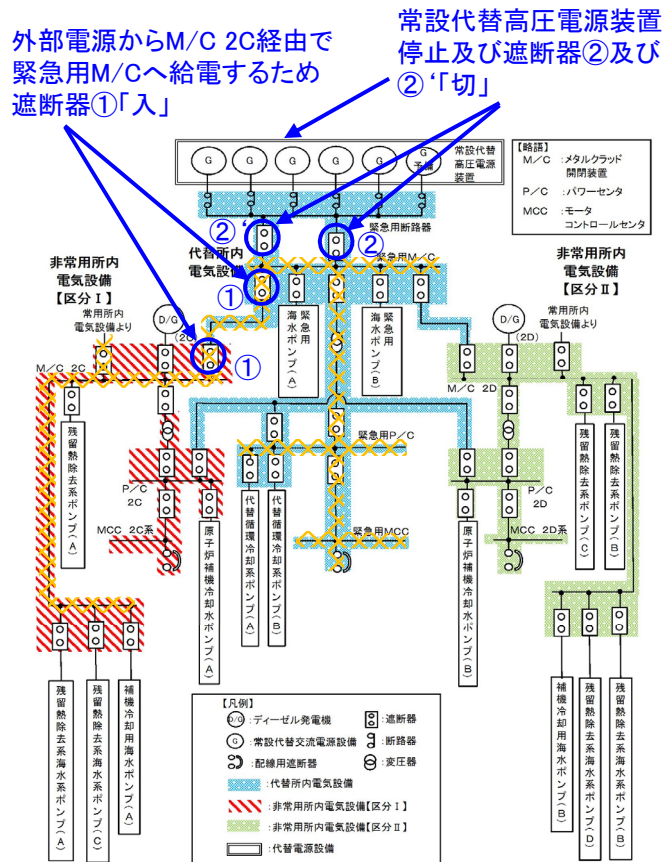 外部電源からM/C 2C経由で
緊急用M/Cへ給電するため
遮断器①「入」
常設代替高圧電源装置
停止及び遮断器②及び
②‘「切」
G
G
G
G
G
G
予備
常設代替
高圧電源
装置
【略語】
M/C :メタルクラッド
開閉装置
P/C :パワーセンタ
MCC :モータ
コントロールセンタ
緊急用断路器
②‘
②
緊急用M/C
代替所内
電気設備
①
①
非常用所内
電気設備
【区分Ⅰ】
常用所内
電気設備より
D/G
(2C)
M/C 2C
非常用所内
電気設備
【区分Ⅱ】
常用所内
電気設備より
D/G
(2D)
M/C 2D
緊急用
海水ポンプ(A)
緊急用
海水ポンプ(B)
残留熱除去系ポンプ(A)
残留熱除去系ポンプ(C)
残留熱除去系ポンプ(B)
緊急用P/C
P/C
2C
P/C
2D
MCC 2C系
MCC 2D系
緊急用MCC
原子炉補機冷却水ポンプ(A)
代替循環冷却系ポンプ(A)
代替循環冷却系ポンプ(B)
原子炉補機冷却水ポンプ(B)
残留熱除去系海水系ポンプ(A)
残留熱除去系海水系ポンプ(C)
補機冷却用海水ポンプ(A)
補機冷却用海水ポンプ(B)
残留熱除去系海水系ポンプ(D)
残留熱除去系海水系ポンプ(B)
【凡例】
D/G :ディーゼル発電機
:遮断器
G :常設代替交流電源設備
:断路器
:配線用遮断器
:変圧器
:代替所内電気設備
:非常用所内電気設備【区分Ⅰ】
:非常用所内電気設備【区分Ⅱ】
:代替電源設備